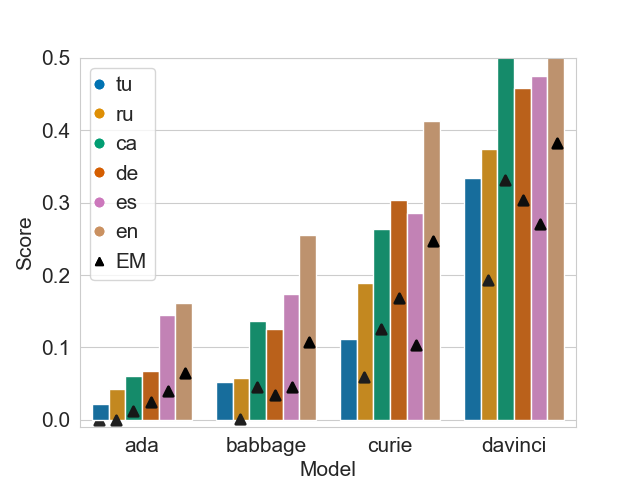 0.5
0.4
0.3
0.2
0.1
0.0
Score
tu
ru
ca
de
es
en
EM
ada babbage curie davinci
Model